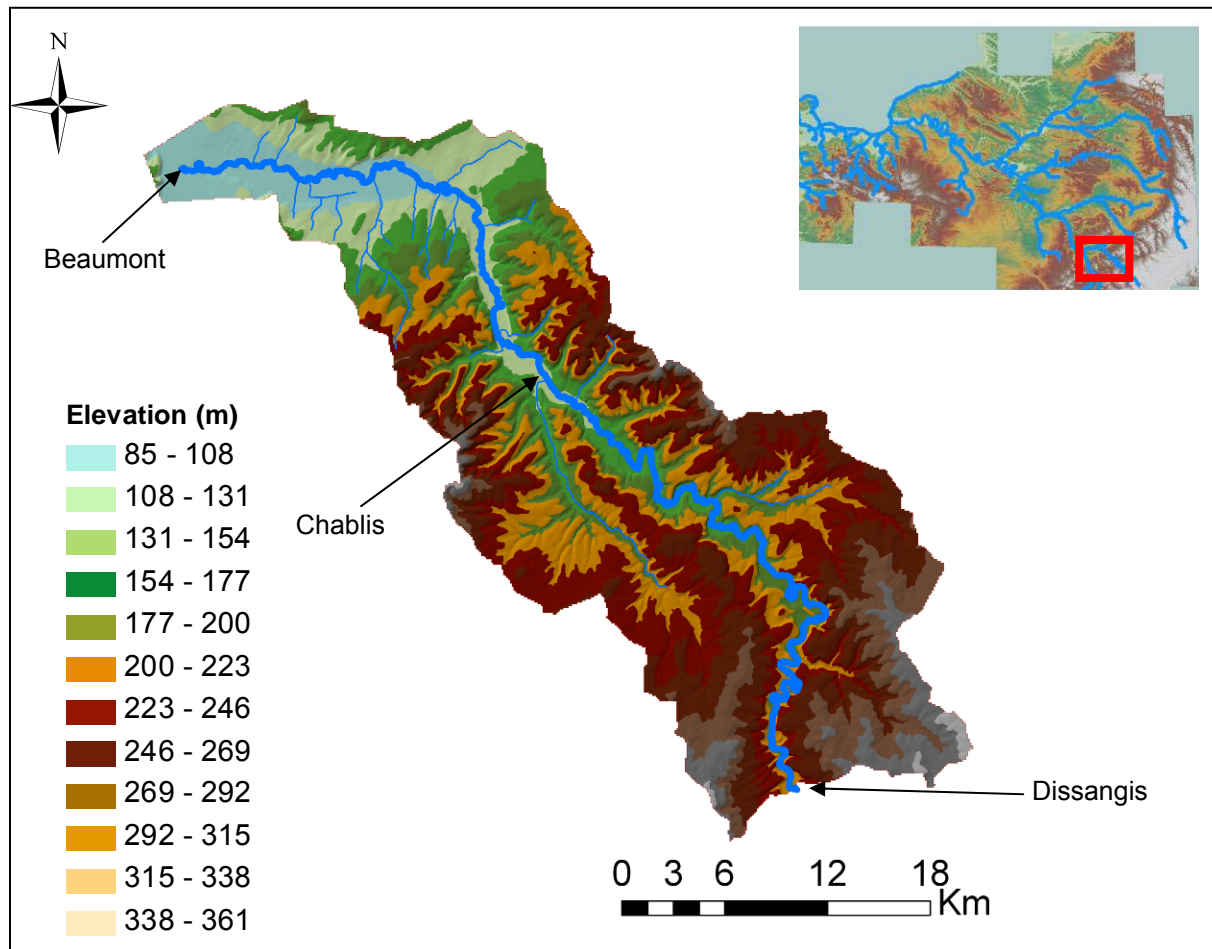 N
Beaumont
Chablis
Dissangis
Elevation (m)
85 - 108
108 - 131
131 - 154
154 - 177
177 - 200
200 - 223
223 - 246
246 - 269
269 - 292
292 - 315
315 - 338
338 - 361
0 3 6 12 18
Km